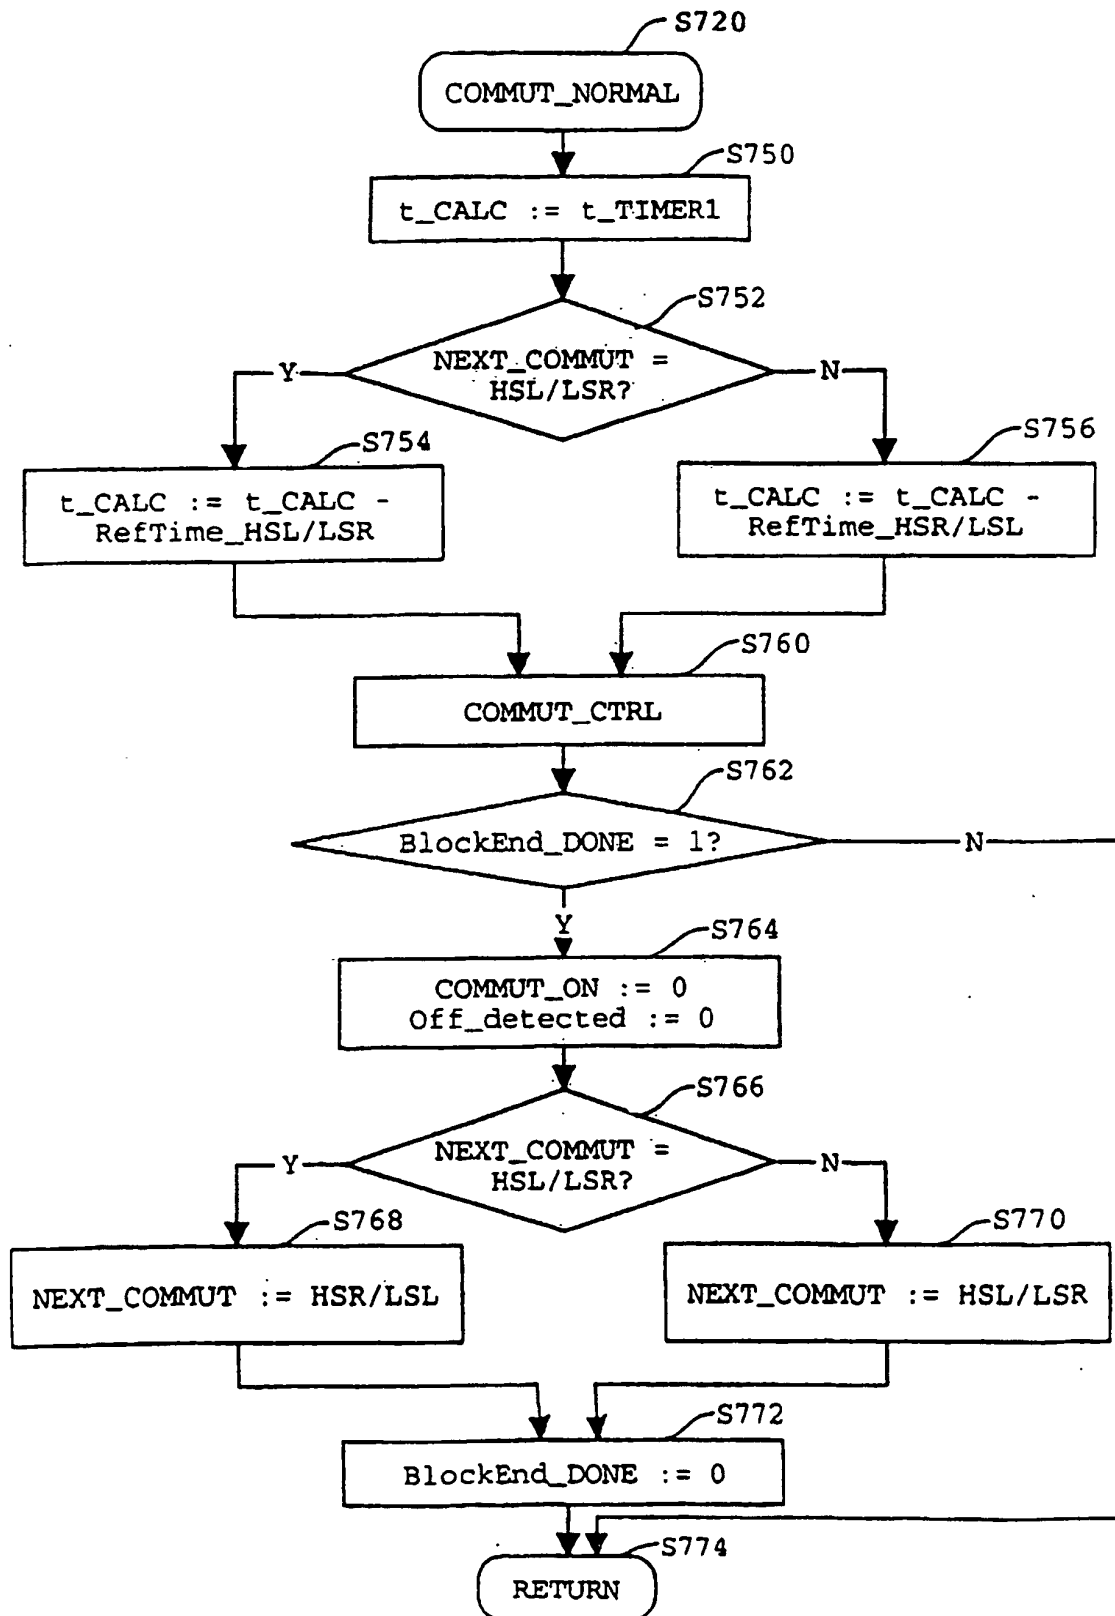 S720
COMMUT_NORMAL
S750
t_CALC := t_TIMER1
S752
NEXT_COMMUT =
HSL/LSR?
Y
N
S754
t_CALC := t_CALC -
RefTime_HSL/LSR
S756
t_CALC := t_CALC -
RefTime_HSR/LSL
S760
COMMUT_CTRL
S762
BlockEnd_DONE = 1?
N
Y
S764
COMMUT_ON := 0
Off_detected := 0
S766
NEXT_COMMUT =
HSL/LSR?
Y
N
S768
NEXT_COMMUT := HSR/LSL
S770
NEXT_COMMUT := HSL/LSR
S772
BlockEnd_DONE := 0
S774
RETURN